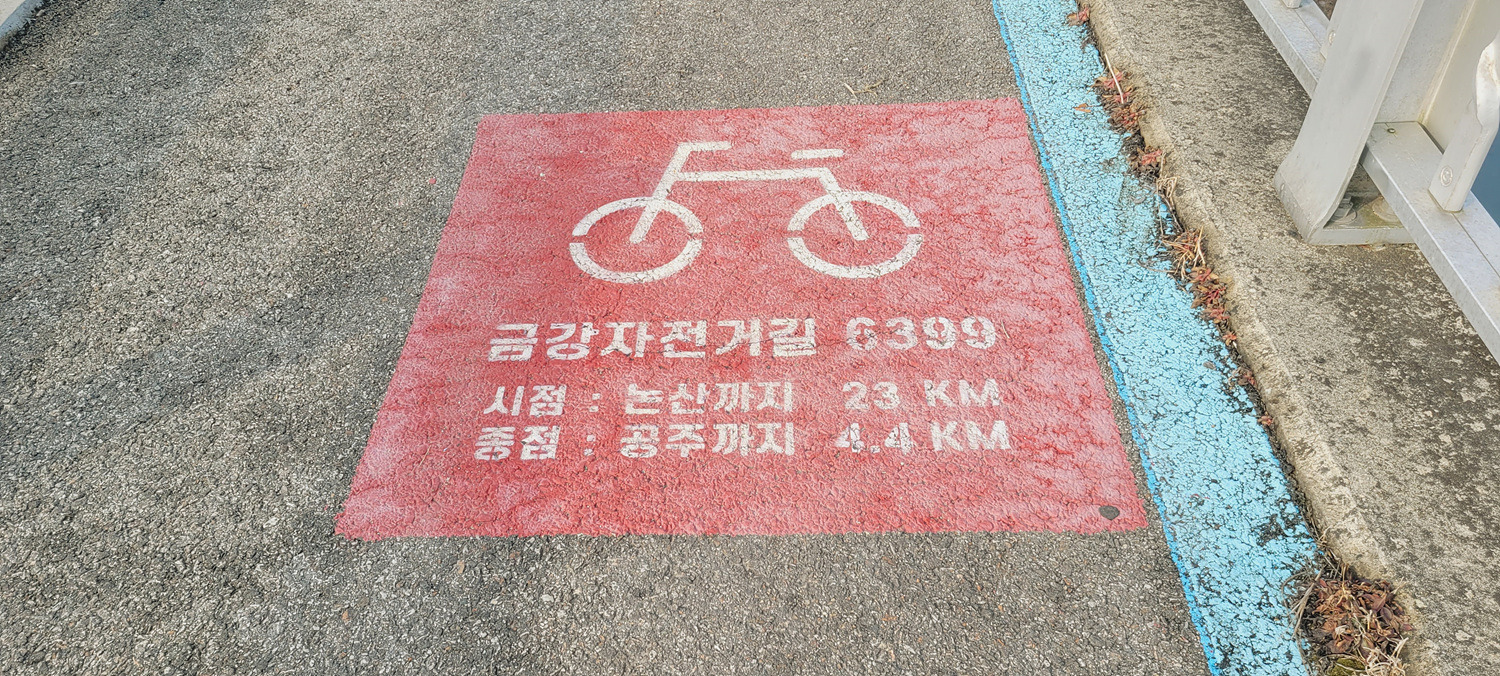 금강자전거길 6399
시점 : 논산까지 23 KM
종점 : 공주까지 4.4 KM